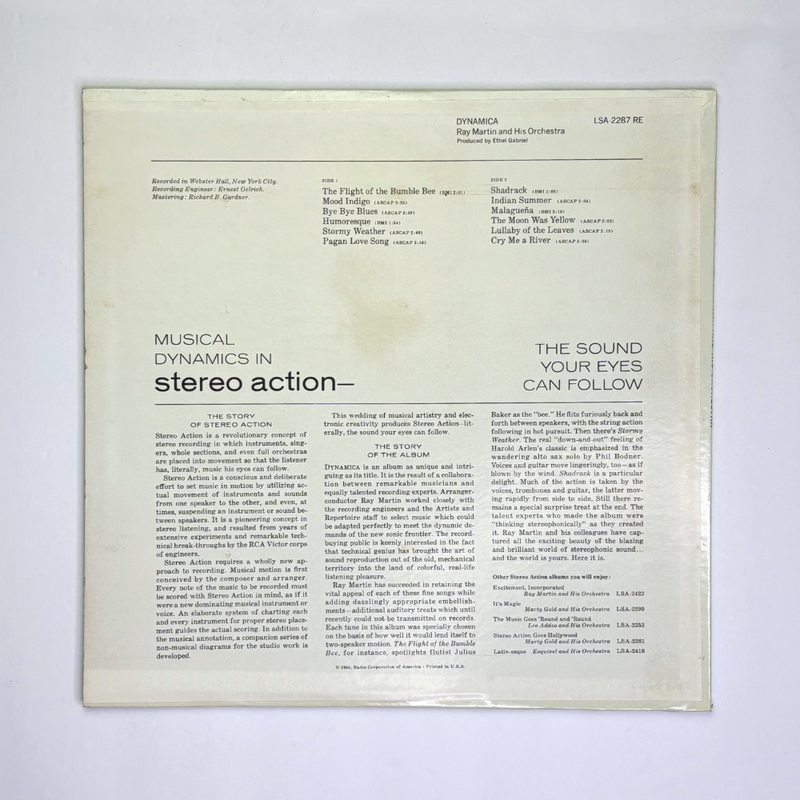 DYNAMICA
LSA-2287 RE
Ray Martin and His Orchestra
Produced by Ethel Gabriel
Recorded in Webster Hall, New York City.
Recording Engineer: Ernest Oelrich.
Mastering: Richard B. Gardner.
SIDE 1
The Flight of the Bumble Bee
Mood Indigo
Bye Bye Blues
Humoresque
Stormy Weather
Pagan Love Song
SIDE 2
Shadrack
Indian Summer
Malagueña
The Moon Was Yellow
Lullaby of the Leaves
Cry Me a River
MUSICAL
DYNAMICS IN
stereo action–
THE SOUND
YOUR EYES
CAN FOLLOW
THE STORY
OF STEREO ACTION
Stereo Action is a revolutionary concept of
stereo recording in which instruments, sing-
ers, whole sections, and even full orchestras
are placed into movement so that the listener
has, literally, music his eyes can follow.
Stereo Action is a conscious and deliberate
effort to set music in motion by utilizing ac-
tual movement of instruments and sounds
from one speaker to the other, and even, at
times, suspending an instrument or sound be-
tween speakers. It is a pioneering concept in
stereo listening, and resulted from years of
extensive experiments and remarkable tech-
nical break-throughs by the RCA Victor corps
of engineers.
Stereo Action requires a wholly new ap-
proach to recording. Musical motion is first
conceived by the composer and arranger.
Every note of the music to be recorded must
be scored with Stereo Action in mind, as if it
were a new dominating musical instrument or
voice. An elaborate system of charting each
and every instrument for proper stereo place-
ment guides the actual scoring. In addition to
the musical annotation, a companion series of
non-musical diagrams for the studio work is
developed.
This wedding of musical artistry and elec-
tronic creativity produces Stereo Action–lit-
erally, the sound your eyes can follow.
THE STORY
OF THE ALBUM
DYNAMICA is an album as unique and intri-
guing as its title. It is the result of a collabora-
tion between remarkable musicians and
equally talented recording experts. Arranger-
conductor Ray Martin worked closely with
the recording engineers and the Artists and
Repertoire staff to select music which could
be adapted perfectly to meet the dynamic de-
mands of the new sonic frontier. The record-
buying public is keenly interested in the fact
that technical genius has brought the art of
sound reproduction out of the old, mechanical
territory into the land of colorful, real-life
listening pleasure.
Ray Martin has succeeded in retaining the
vital appeal of each of these fine songs while
adding dazzlingly appropriate embellish-
ments–additional auditory treats which until
recently could not be transmitted on records.
Each tune in this album was specially chosen
on the basis of how well it would lend itself to
two-speaker motion. The Flight of the Bumble
Bee, for instance, spotlights flutist Julius
Baker as the "bee." He flits furiously back and
forth between speakers, with the string action
following in hot pursuit. Then there's Stormy
Weather. The real "down-and-out" feeling of
Harold Arlen's classic is emphasized in the
wandering alto sax solo by Phil Bodner.
Voices and guitar move lingeringly, too–as if
blown by the wind. Shadrack is a particular
delight. Much of the action is taken by the
voices, trombones and guitar, the latter mov-
ing rapidly from side to side. Still there re-
mains a special surprise treat at the end. The
talent experts who made the album were
"thinking stereophonically" as they created
it. Ray Martin and his colleagues have cap-
tured all the exciting beauty of the blazing
and brilliant world of stereophonic sound...
and the world is yours. Here it is.
Other Stereo Action albums you will enjoy:
Excitement, Incorporated
Ray Martin and His Orchestra LSA-2422
It's Magic
Marty Gold and His Orchestra LSA-2290
The Music Goes 'Round and 'Round
Leo Addeo and His Orchestra LSA-2353
Stereo Action Goes Hollywood
Marty Gold and His Orchestra LSA-2381
Latin-esque Esquivel and His Orchestra LSA-2418
Radio Corporation of America • Printed in U.S.A.